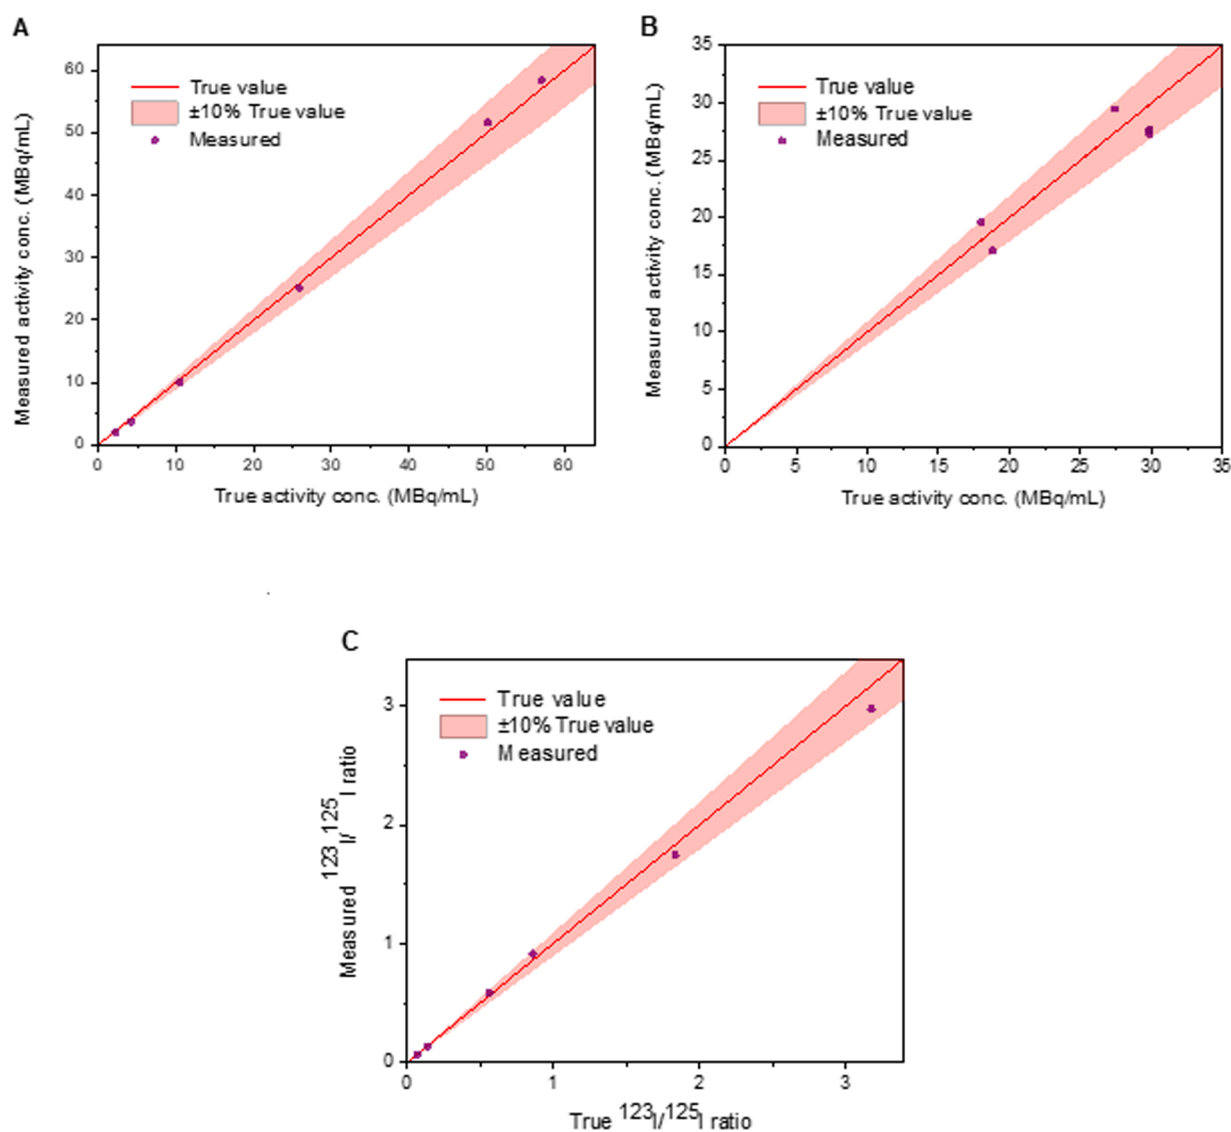 A
Measured activity conc. (MBq/mL)
60
50
40
30
20
10
0
True value
±10% True value
Measured
0 10 20 30 40 50 60
True activity conc. (MBq/mL)
B
Measured activity conc. (MBq/mL)
35
30
25
20
15
10
5
0
True value
±10% True value
Measured
0 5 10 15 20 25 30 35
True activity conc. (MBq/mL)
C
Measured ¹²³I/¹²⁵I ratio
3
2
1
0
True value
±10% True value
Measured
0 1 2 3
True ¹²³I/¹²⁵I ratio